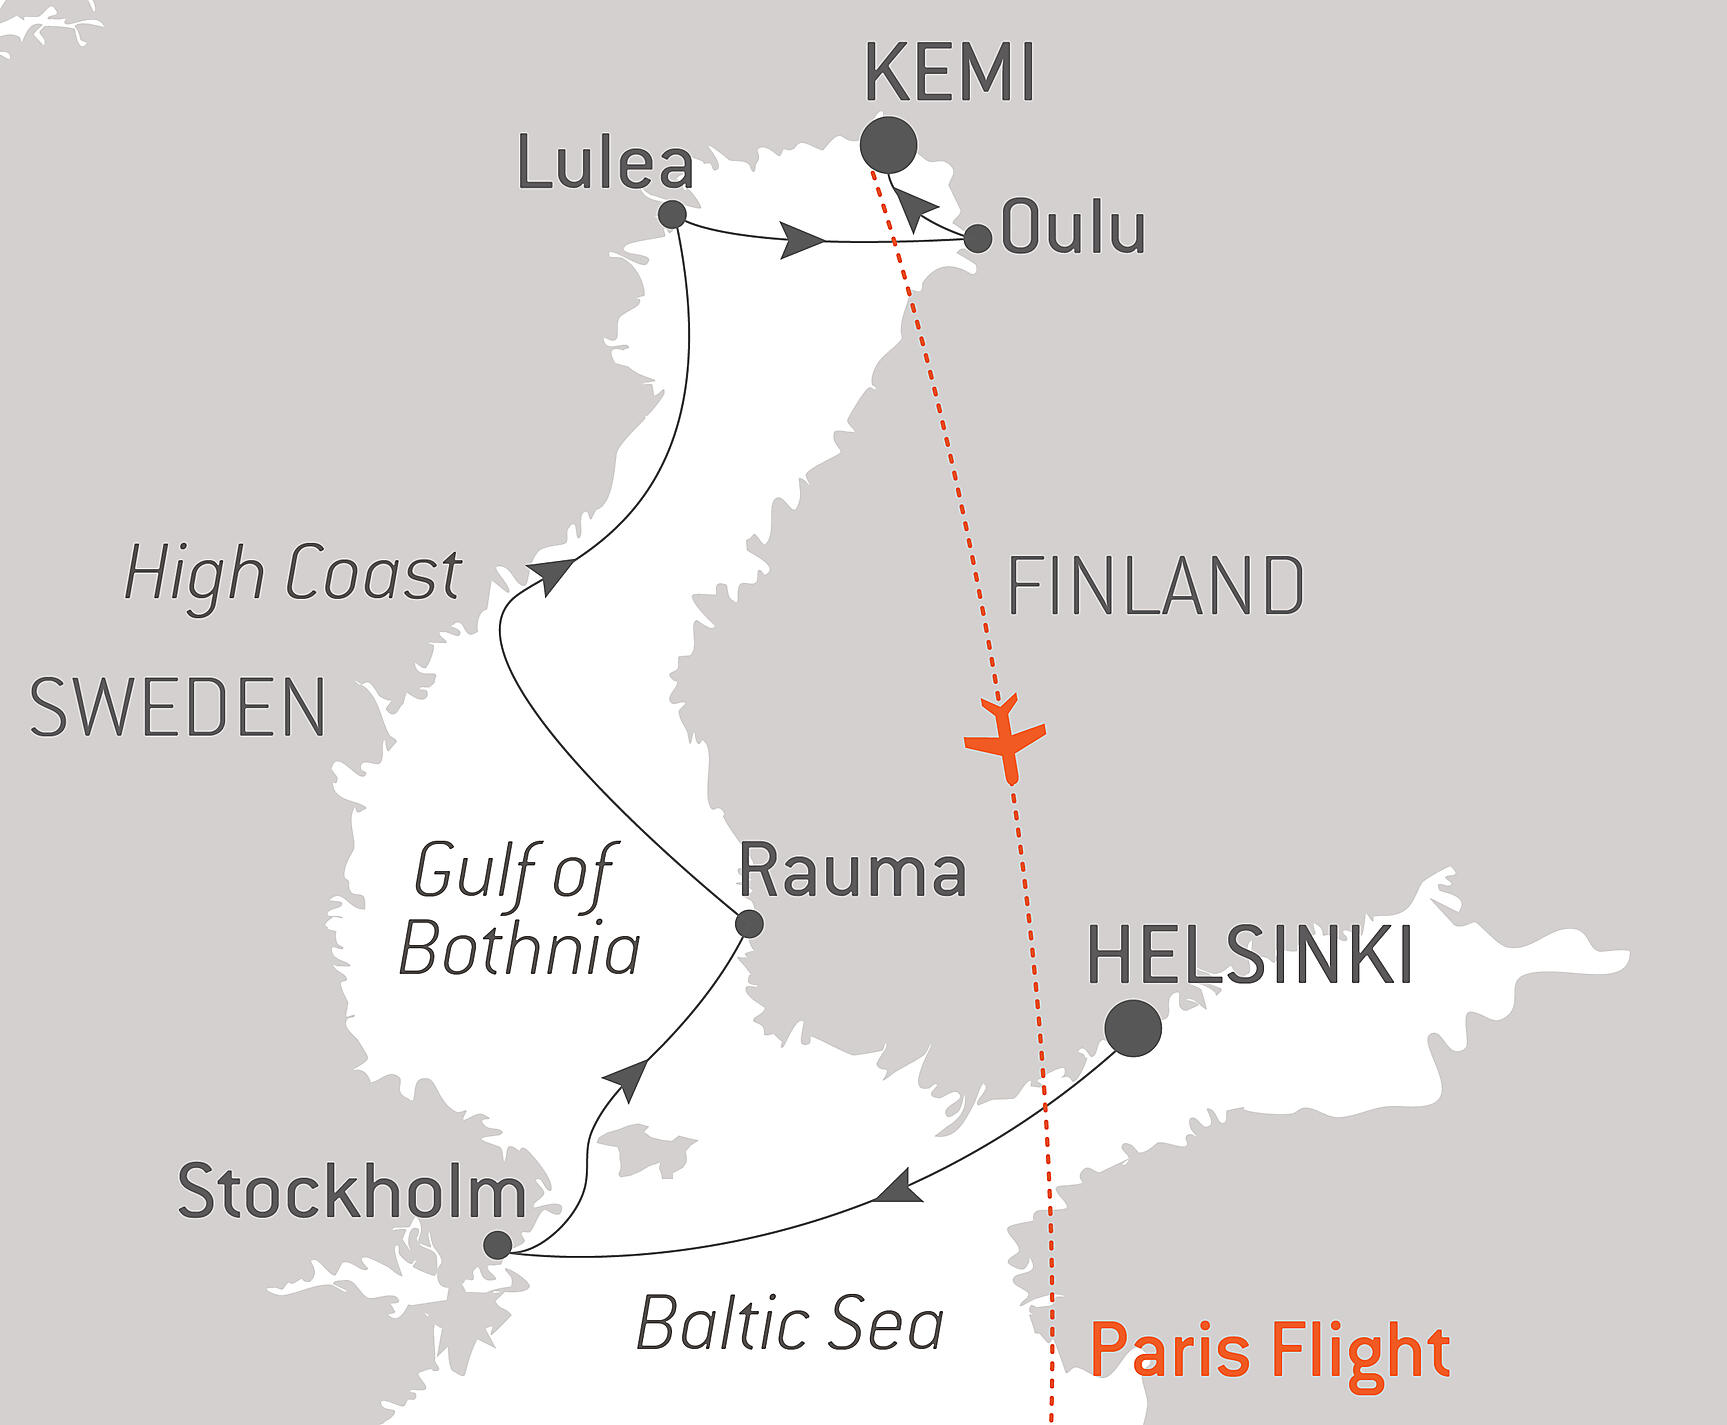 KEMI
Lulea
Oulu
High Coast
FINLAND
SWEDEN
Gulf of
Bothnia
Rauma
HELSINKI
Stockholm
Baltic Sea
Paris Flight